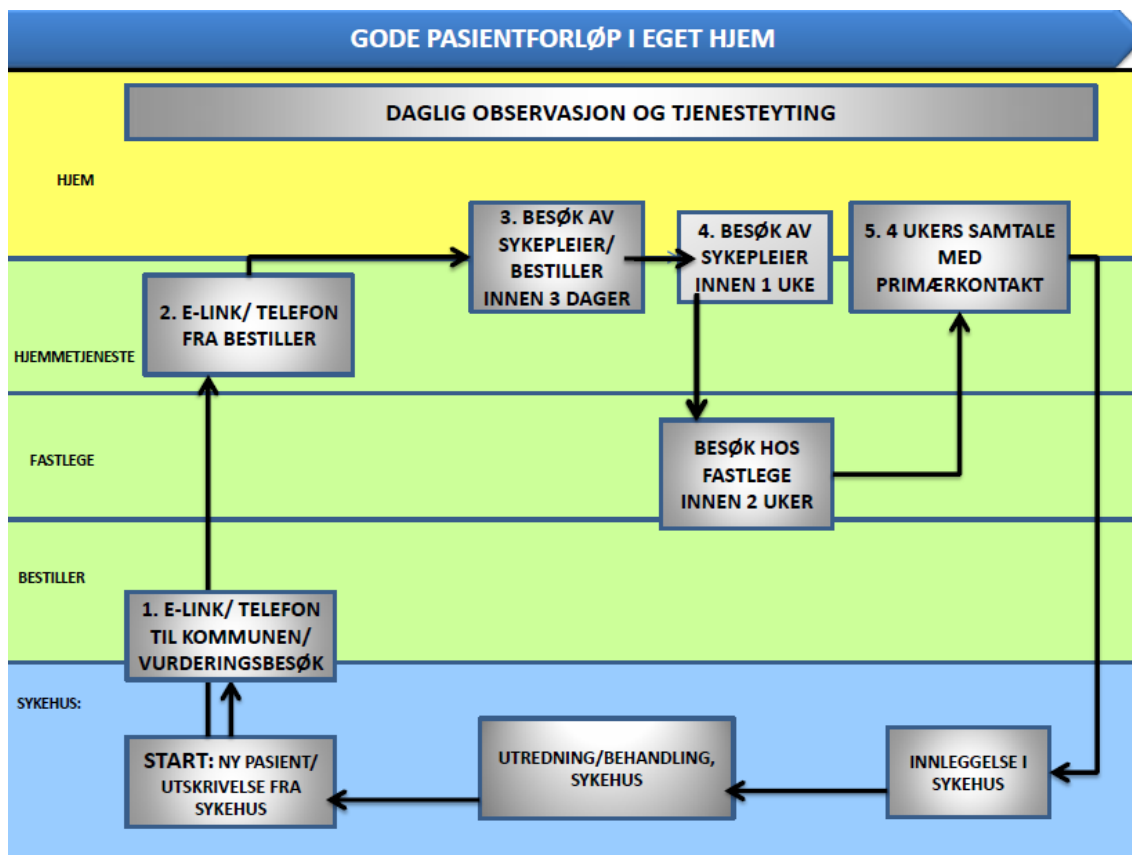 GODE PASIENTFORLØP I EGET HJEM
DAGLIG OBSERVASJON OG TJENESTEYTING
HJEM
3. BESØK AV
SYKEPLEIER/
BESTILLER
INNEN 3 DAGER
4. BESØK AV
SYKEPLEIER
INNEN 1 UKE
5. 4 UKERS SAMTALE
MED
PRIMÆRKONTAKT
2. E-LINK/ TELEFON
FRA BESTILLER
HJEMMETJENESTE
FASTLEGE
BESØK HOS
FASTLEGE
INNEN 2 UKER
BESTILLER
1. E-LINK/ TELEFON
TIL KOMMUNEN/
VURDERINGSBESØK
SYKEHUS:
START: NY PASIENT/
UTSKRIVELSE FRA
SYKEHUS
UTREDNING/BEHANDLING,
SYKEHUS
INNLEGGELSE I
SYKEHUS